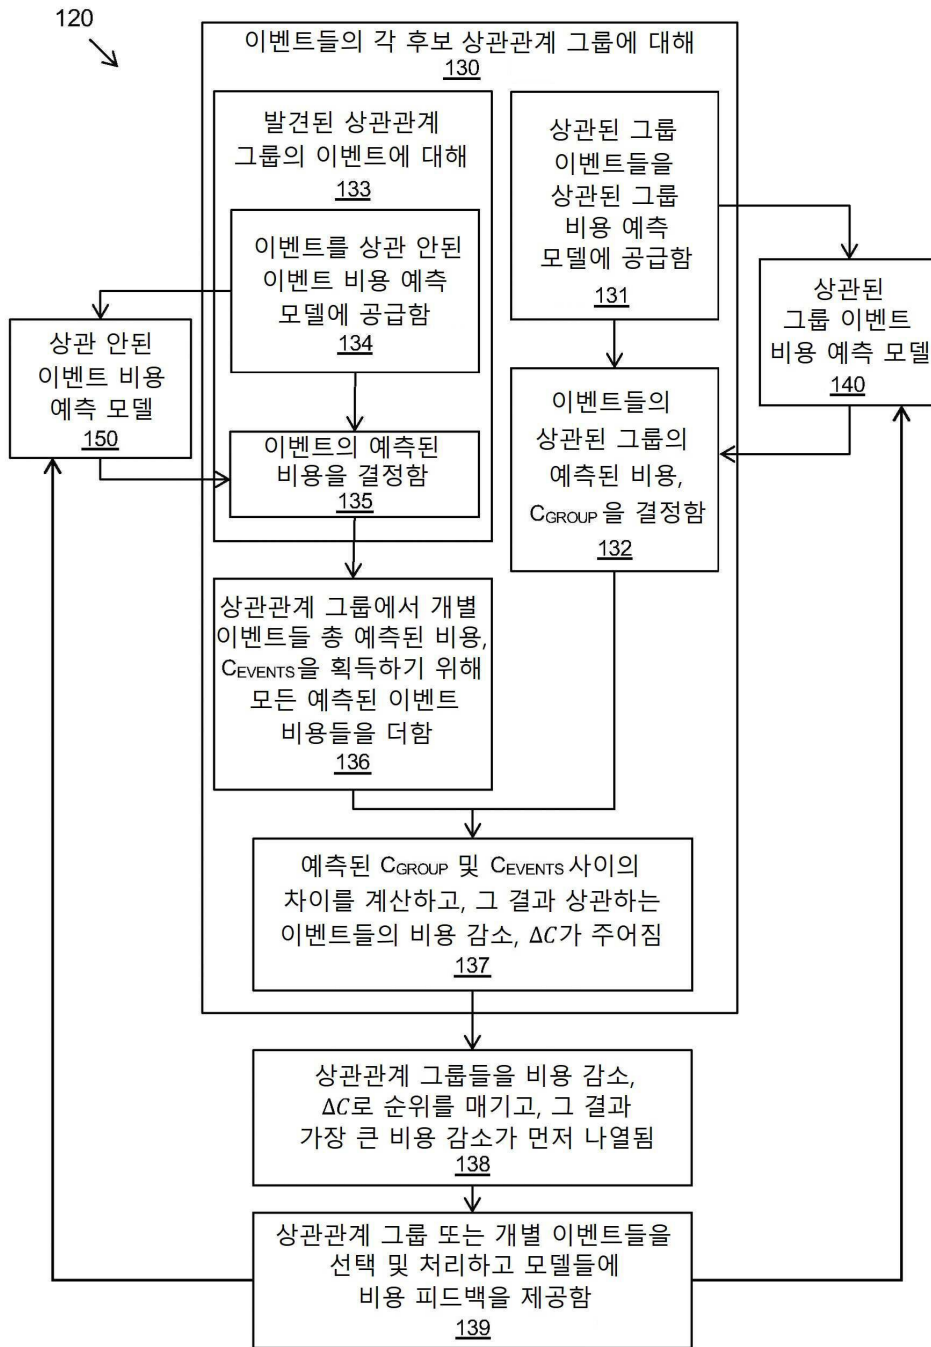 120
이벤트들의 각 후보 상관관계 그룹에 대해
130
발견된 상관관계
그룹의 이벤트에 대해
133
이벤트를 상관 안된
이벤트 비용 예측
모델에 공급함
134
상관 안된
이벤트 비용
예측 모델
150
이벤트의 예측된
비용을 결정함
135
상관관계 그룹에서 개별
이벤트들 총 예측된 비용,
CEVENTS을 획득하기 위해
모든 예측된 이벤트
비용들을 더함
136
상관된 그룹
이벤트들을
상관된 그룹
비용 예측
모델에 공급함
131
상관된
그룹 이벤트
비용 예측 모델
140
이벤트들의
상관된 그룹의
예측된 비용,
CGROUP을 결정함
132
예측된 CGROUP 및 CEVENTS 사이의
차이를 계산하고, 그 결과 상관하는
이벤트들의 비용 감소, ΔC가 주어짐
137
상관관계 그룹들을 비용 감소,
ΔC로 순위를 매기고, 그 결과
가장 큰 비용 감소가 먼저 나열됨
138
상관관계 그룹 또는 개별 이벤트들을
선택 및 처리하고 모델들에
비용 피드백을 제공함
139